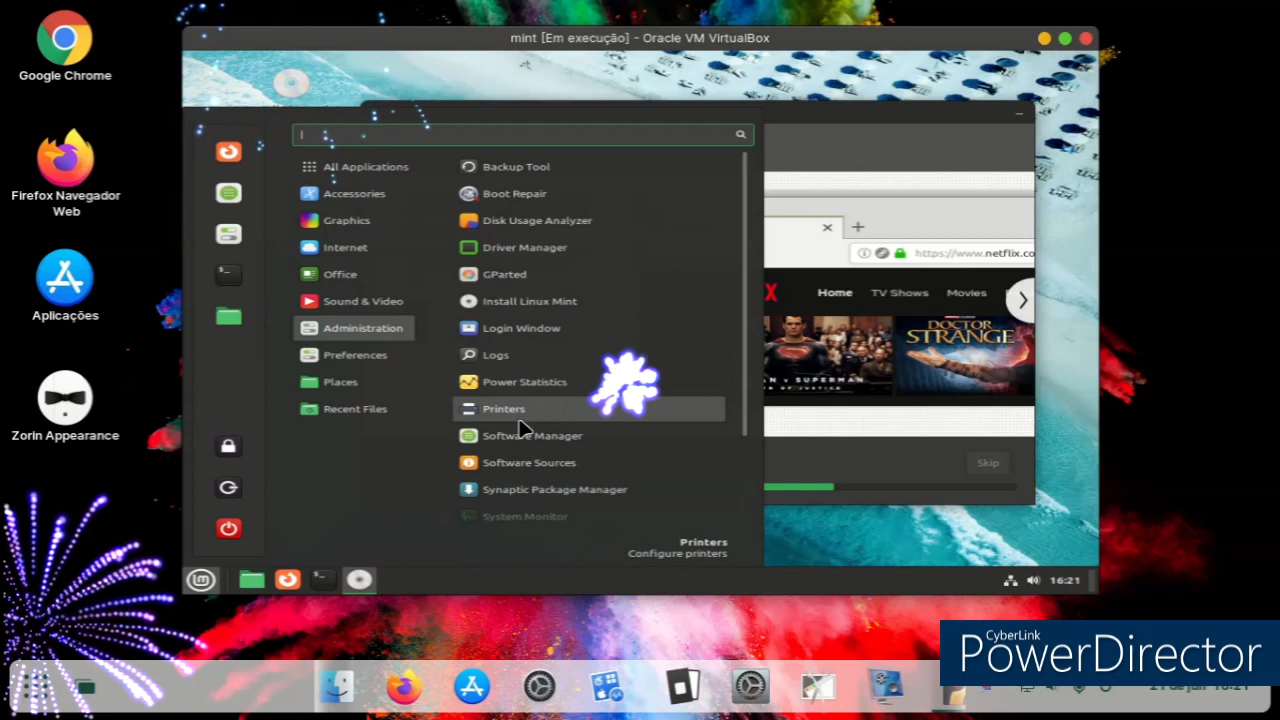 Google Chrome
Firefox Navegador
Web
Aplicações
Zorin Appearance
mint [Em execução] - Oracle VM VirtualBox
All Applications
Accessories
Graphics
Internet
Office
Sound & Video
Administration
Preferences
Places
Recent Files
Backup Tool
Boot Repair
Disk Usage Analyzer
Driver Manager
GParted
Install Linux Mint
Login Window
Logs
Power Statistics
Printers
Software Manager
Software Sources
Synaptic Package Manager
System Monitor
Printers
Configure printers
https://www.netflix.co
Home TV Shows Movies
DOCTOR
STRANGE
N v SUPERMAN
OF JUSTICE
Skip
16:21
CyberLink
PowerDirector